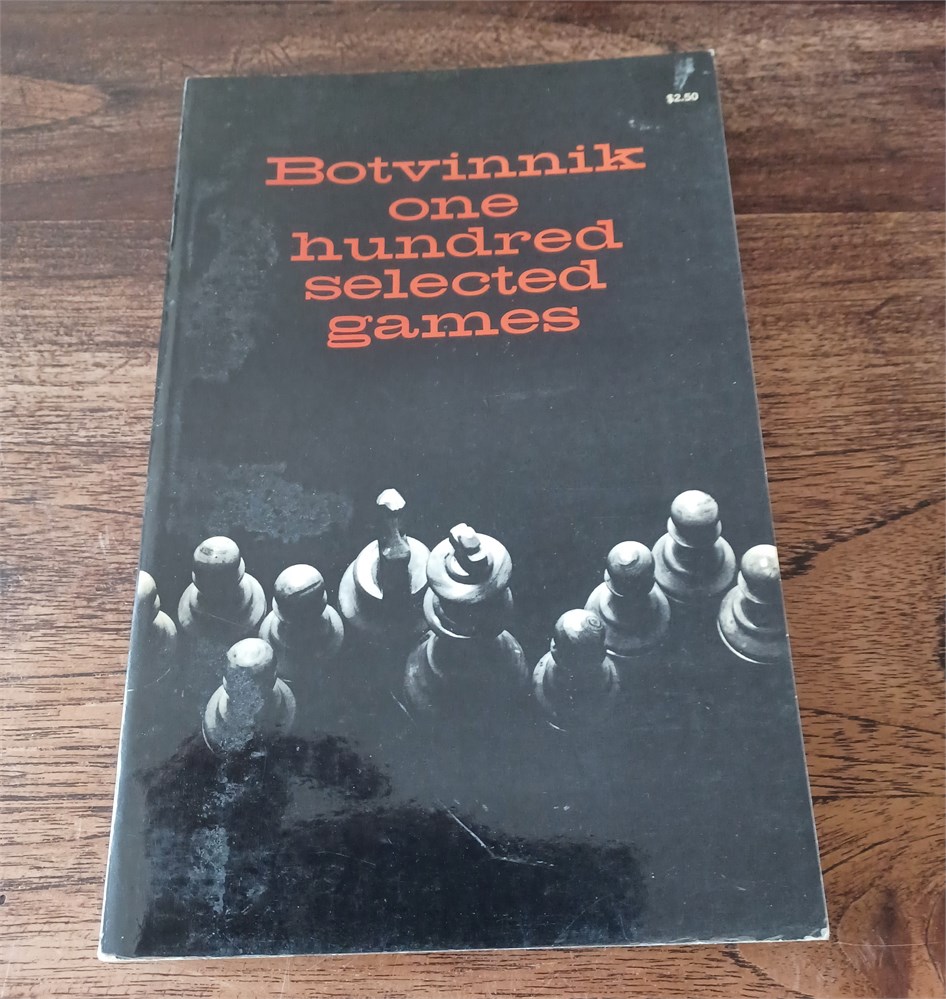 $2.50
Botvinnik
one
hundred
selected
games